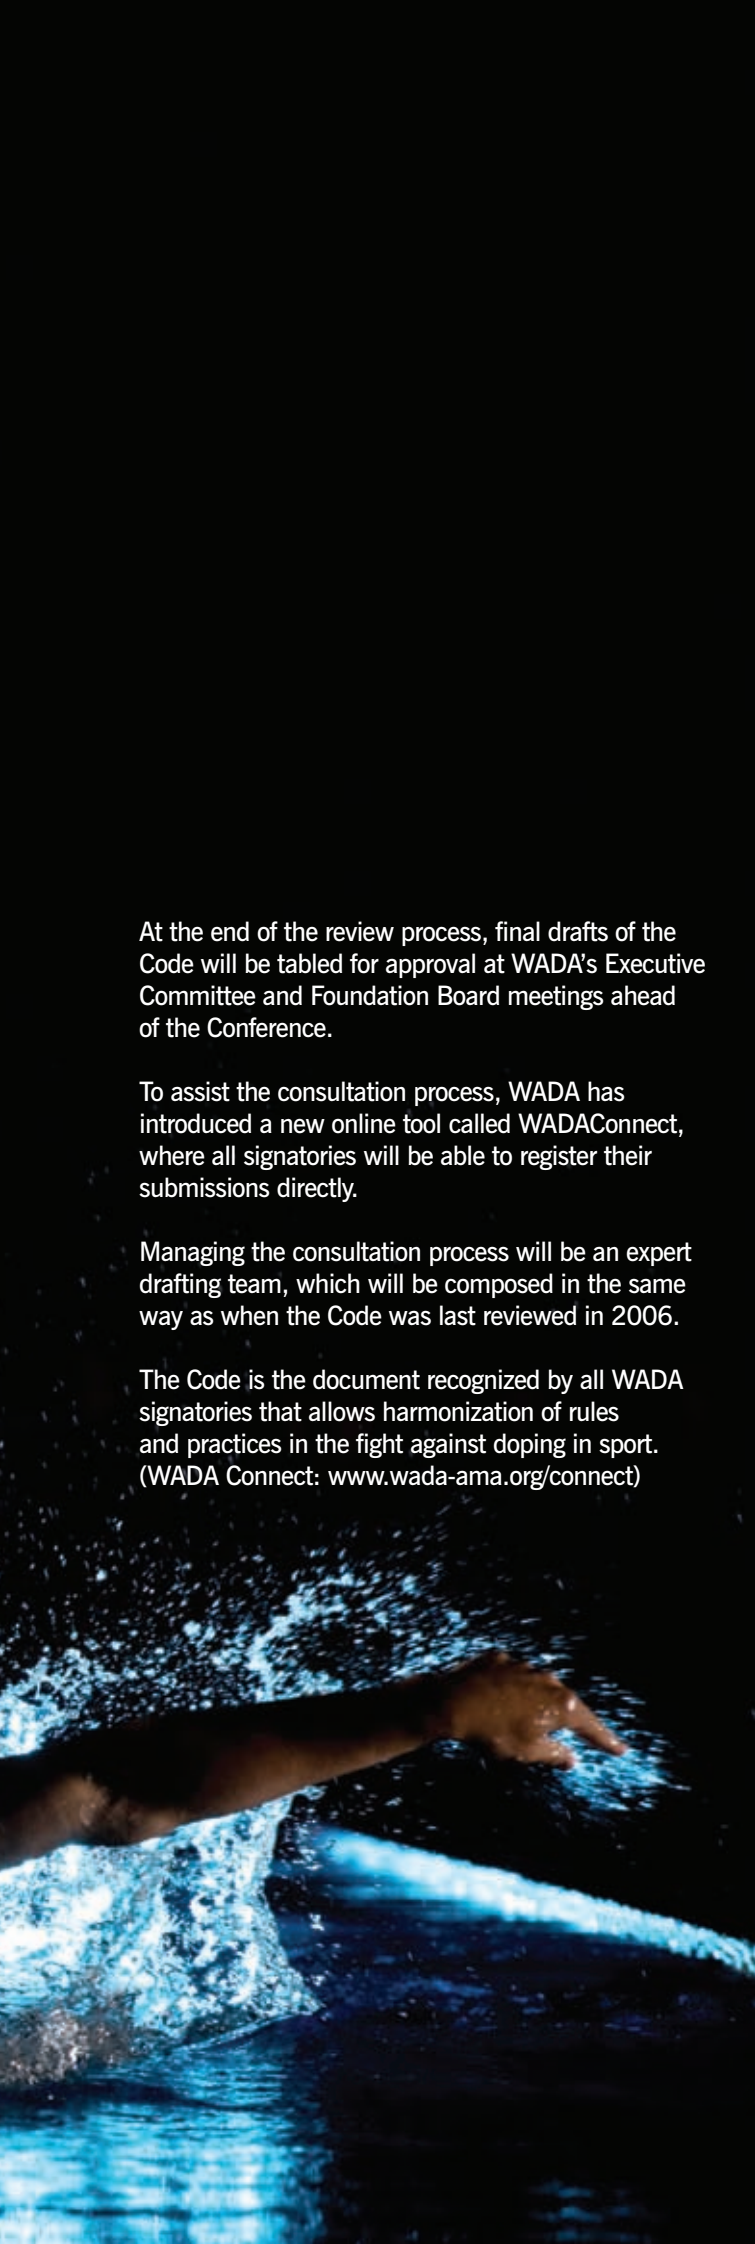 At the end of the review process, final drafts of the
Code will be tabled for approval at WADA’s Executive
Committee and Foundation Board meetings ahead
of the Conference.
To assist the consultation process, WADA has
introduced a new online tool called WADAConnect,
where all signatories will be able to register their
submissions directly.
Managing the consultation process will be an expert
drafting team, which will be composed in the same
way as when the Code was last reviewed in 2006.
The Code is the document recognized by all WADA
signatories that allows harmonization of rules
and practices in the fight against doping in sport.
(WADA Connect: www.wada-ama.org/connect)